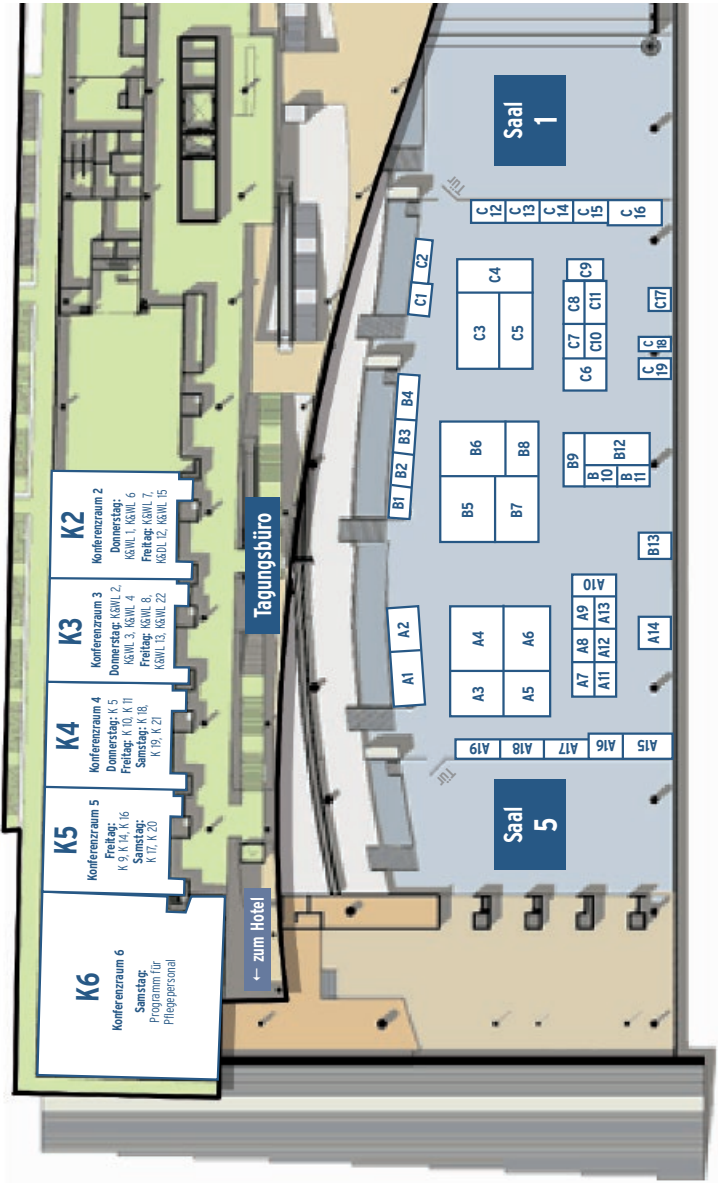 K6
Konferenzraum 6
Samstag:
Programm für
Pflegepersonal
K5
Konferenzraum 5
Freitag:
K 9, K 14, K 16
Samstag:
K 17, K 20
K4
Konferenzraum 4
Donnerstag: K 5
Freitag: K 10, K 11
Samstag: K 18,
K 19, K 21
K3
Konferenzraum 3
Donnerstag: K&WL 2,
K&WL 3, K&WL 4
Freitag: K&WL 8,
K&WL 13, K&WL 22
K2
Konferenzraum 2
Donnerstag:
K&WL 1, K&WL 6
Freitag: K&WL 7,
K&DL 12, K&WL 15
← zum Hotel
Tagungsbüro
Saal
5
Tür
A19
A18
A17
A16
A15
A1
A2
A3
A4
A5
A6
A7
A8
A9
A10
A11
A12
A13
A14
B1
B2
B3
B4
B5
B6
B7
B8
B9
B
10
B
11
B12
B13
C1
C2
C3
C4
C5
C6
C7
C8
C9
C10
C11
C
12
C
13
C
14
C
15
C
16
C17
C
18
C
19
Tür
Saal
1